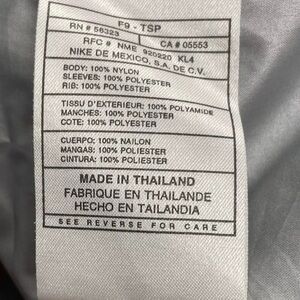 F9 - TSP
RN # 56323 CA # 05553
RFC # NME 920220 KL4
NIKE DE MEXICO, S.A. DE C.V.
BODY: 100% NYLON
SLEEVES: 100% POLYESTER
RIB: 100% POLYESTER
TISSU D'EXTERIEUR: 100% POLYAMIDE
MANCHES: 100% POLYESTER
COTE: 100% POLYESTER
CUERPO: 100% NAILON
MANGAS: 100% POLIESTER
CINTURA: 100% POLIESTER
MADE IN THAILAND
FABRIQUE EN THAILANDE
HECHO EN TAILANDIA
SEE REVERSE FOR CARE